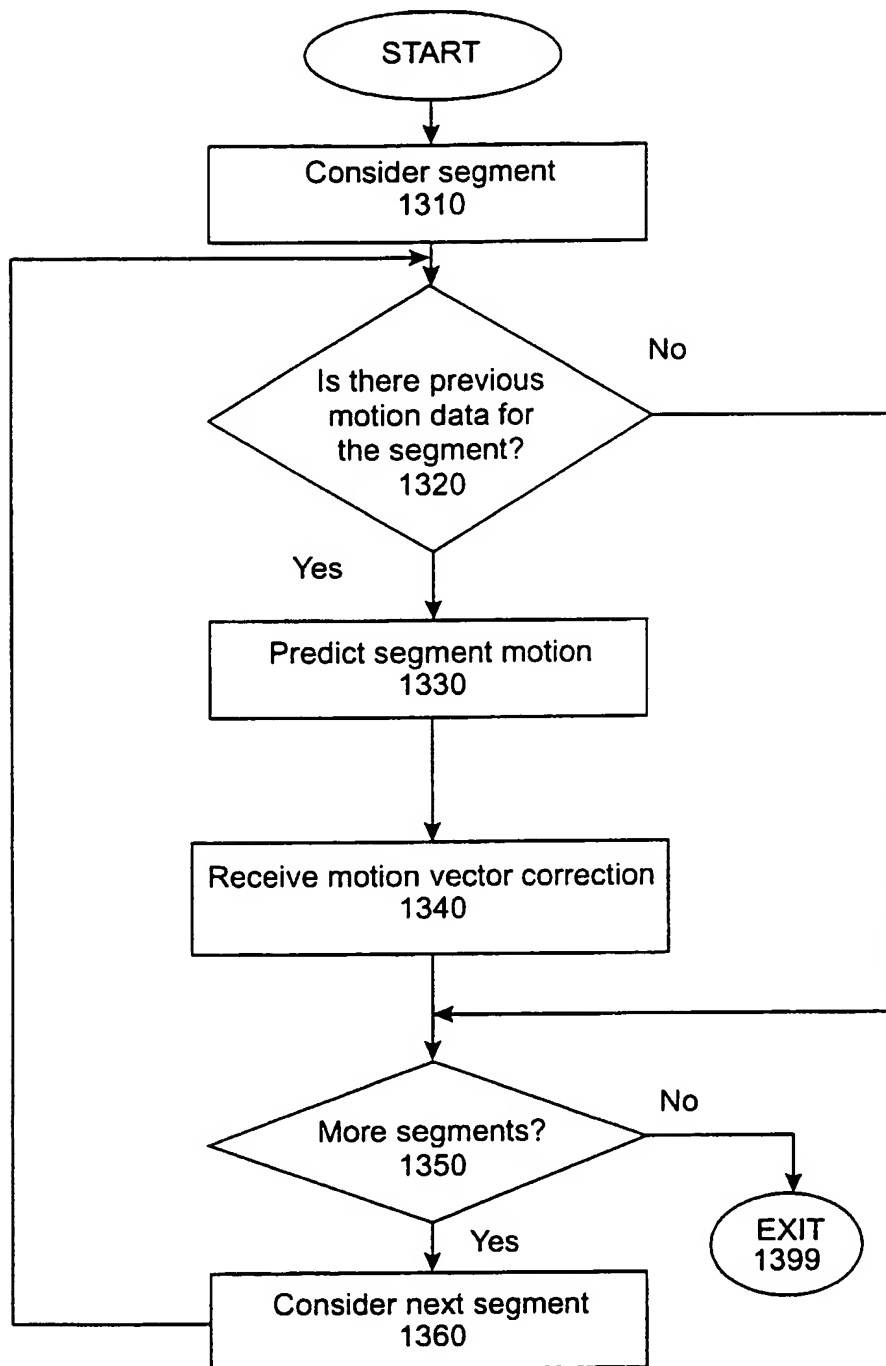 START
Consider segment
1310
No
Is there previous
motion data for
the segment?
1320
Yes
Predict segment motion
1330
Receive motion vector correction
1340
No
More segments?
1350
EXIT
1399
Yes
Consider next segment
1360